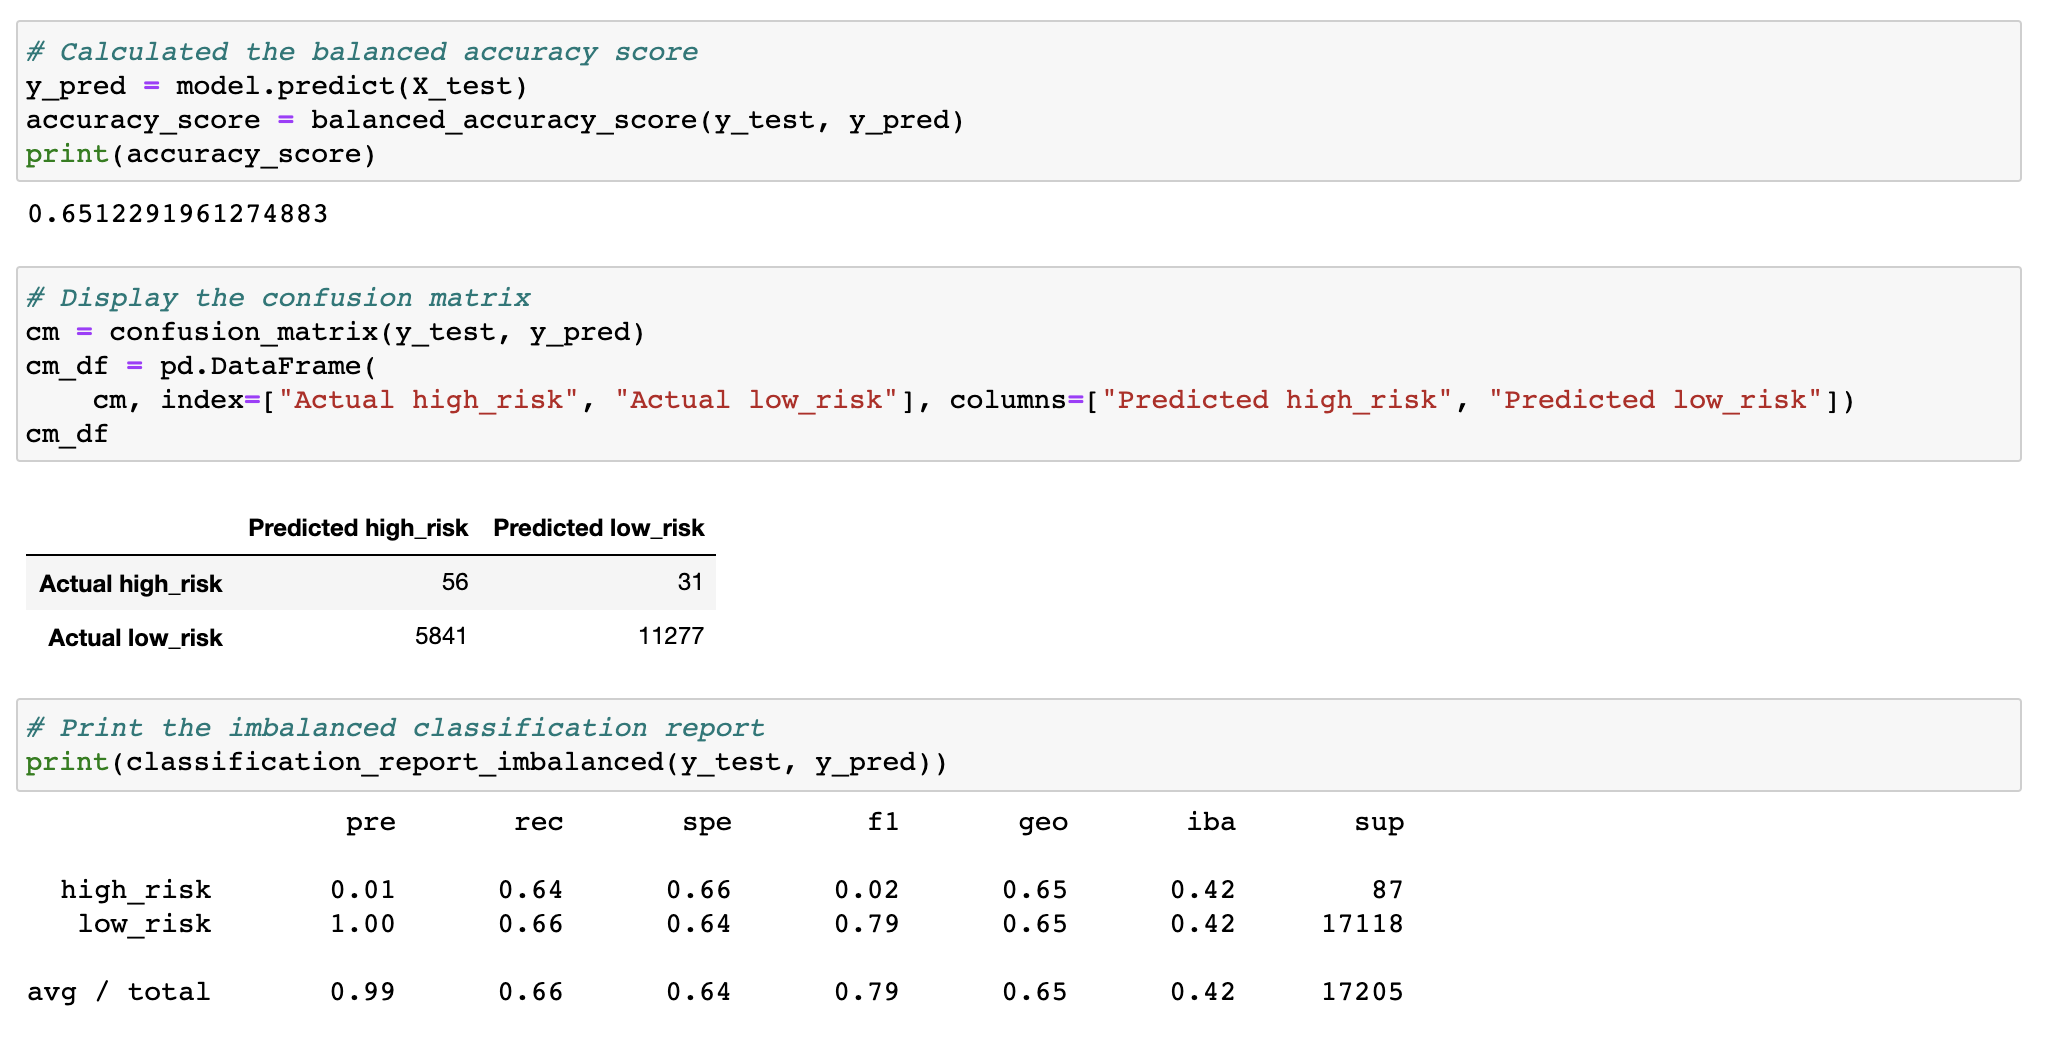 # Calculated the balanced accuracy score
y_pred = model.predict(X_test)
accuracy_score = balanced_accuracy_score(y_test, y_pred)
print(accuracy_score)
0.6512291961274883
# Display the confusion matrix
cm = confusion_matrix(y_test, y_pred)
cm_df = pd.DataFrame(
    cm, index=["Actual high_risk", "Actual low_risk"], columns=["Predicted high_risk", "Predicted low_risk"])
cm_df
Predicted high_risk Predicted low_risk
Actual high_risk 56 31
Actual low_risk 5841 11277
# Print the imbalanced classification report
print(classification_report_imbalanced(y_test, y_pred))
pre rec spe f1 geo iba sup
high_risk 0.01 0.64 0.66 0.02 0.65 0.42 87
low_risk 1.00 0.66 0.64 0.79 0.65 0.42 17118
avg / total 0.99 0.66 0.64 0.79 0.65 0.42 17205